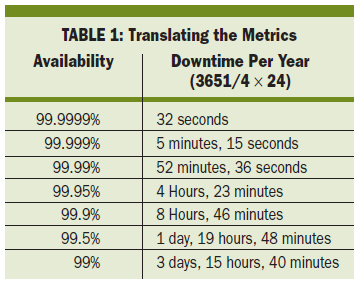 TABLE 1: Translating the Metrics
Availability Downtime Per Year
(3651/4 × 24)
99.9999% 32 seconds
99.999% 5 minutes, 15 seconds
99.99% 52 minutes, 36 seconds
99.95% 4 Hours, 23 minutes
99.9% 8 Hours, 46 minutes
99.5% 1 day, 19 hours, 48 minutes
99% 3 days, 15 hours, 40 minutes